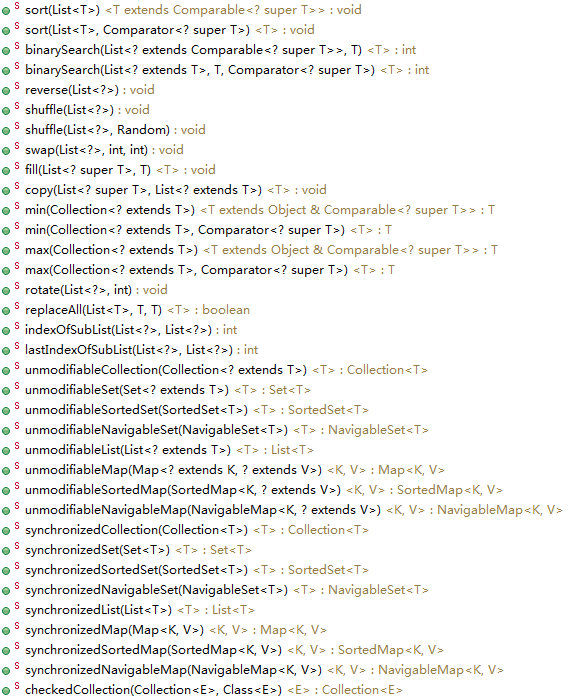 S sort(List<T>) <T extends Comparable<? super T>> : void
S sort(List<T>, Comparator<? super T>) <T> : void
S binarySearch(List<? extends Comparable<? super T>>, T) <T> : int
S binarySearch(List<? extends T>, T, Comparator<? super T>) <T> : int
S reverse(List<?>) : void
S shuffle(List<?>) : void
S shuffle(List<?>, Random) : void
S swap(List<?>, int, int) : void
S fill(List<? super T>, T) <T> : void
S copy(List<? super T>, List<? extends T>) <T> : void
S min(Collection<? extends T>) <T extends Object & Comparable<? super T>> : T
S min(Collection<? extends T>, Comparator<? super T>) <T> : T
S max(Collection<? extends T>) <T extends Object & Comparable<? super T>> : T
S max(Collection<? extends T>, Comparator<? super T>) <T> : T
S rotate(List<?>, int) : void
S replaceAll(List<T>, T, T) <T> : boolean
S indexOfSubList(List<?>, List<?>) : int
S lastIndexOfSubList(List<?>, List<?>) : int
S unmodifiableCollection(Collection<? extends T>) <T> : Collection<T>
S unmodifiableSet(Set<? extends T>) <T> : Set<T>
S unmodifiableSortedSet(SortedSet<T>) <T> : SortedSet<T>
S unmodifiableNavigableSet(NavigableSet<T>) <T> : NavigableSet<T>
S unmodifiableList(List<? extends T>) <T> : List<T>
S unmodifiableMap(Map<? extends K, ? extends V>) <K, V> : Map<K, V>
S unmodifiableSortedMap(SortedMap<K, ? extends V>) <K, V> : SortedMap<K, V>
S unmodifiableNavigableMap(NavigableMap<K, ? extends V>) <K, V> : NavigableMap<K, V>
S synchronizedCollection(Collection<T>) <T> : Collection<T>
S synchronizedSet(Set<T>) <T> : Set<T>
S synchronizedSortedSet(SortedSet<T>) <T> : SortedSet<T>
S synchronizedNavigableSet(NavigableSet<T>) <T> : NavigableSet<T>
S synchronizedList(List<T>) <T> : List<T>
S synchronizedMap(Map<K, V>) <K, V> : Map<K, V>
S synchronizedSortedMap(SortedMap<K, V>) <K, V> : SortedMap<K, V>
S synchronizedNavigableMap(NavigableMap<K, V>) <K, V> : NavigableMap<K, V>
S checkedCollection(Collection<E>, Class<E>) <E> : Collection<E>